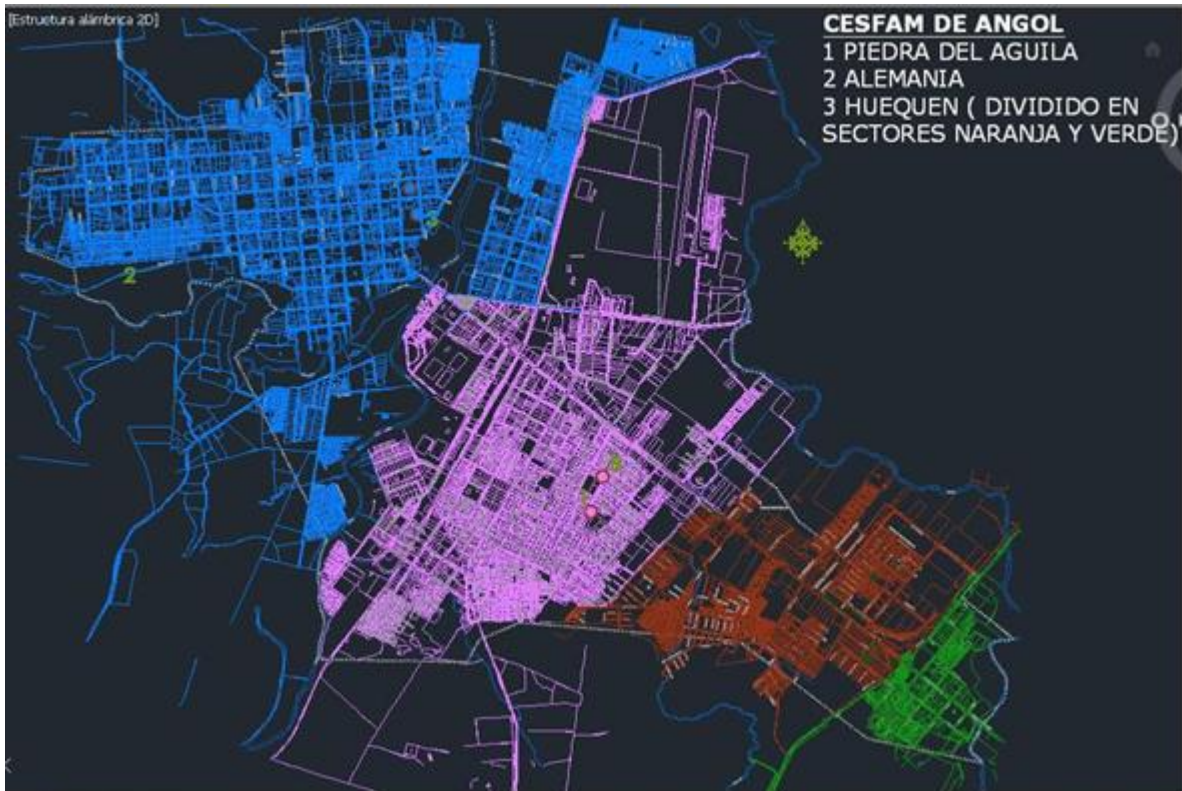 [Estructura alámbrica 2D]
CESFAM DE ANGOL
1 PIEDRA DEL AGUILA
2 ALEMANIA
3 HUEQUEN ( DIVIDIDO EN
SECTORES NARANJA Y VERDE)
3
2